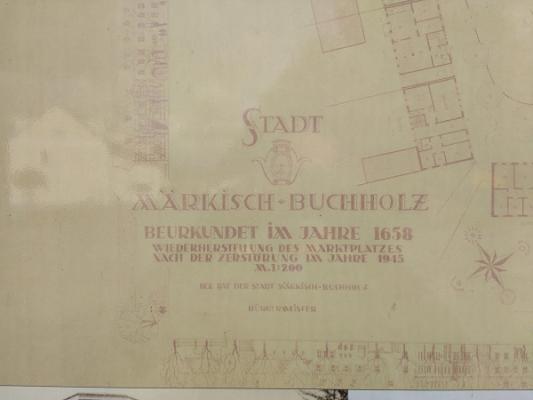 STADT
MÄRKISCH-BUCHHOLZ
BEURKUNDET IM JAHRE 1658
WIEDERHERSTELLUNG DES MARKTPLATZES
NACH DER ZERSTÖRUNG IM JAHRE 1945
M. 1:200
DER RAT DER STADT MÄRKISCH-BUCHHOLZ
BÜRGERMEISTER